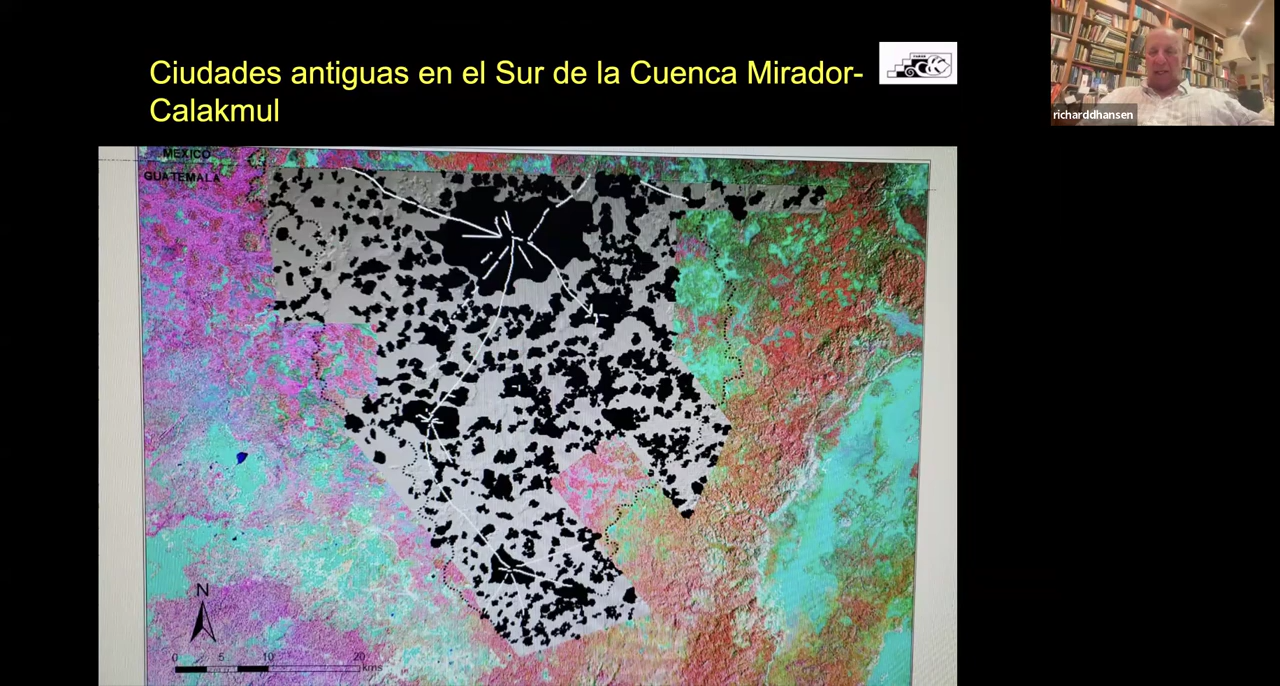 Ciudades antiguas en el Sur de la Cuenca Mirador-
Calakmul
richarddhansen
MEXICO
GUATEMALA
N
0 5 10 20
kms